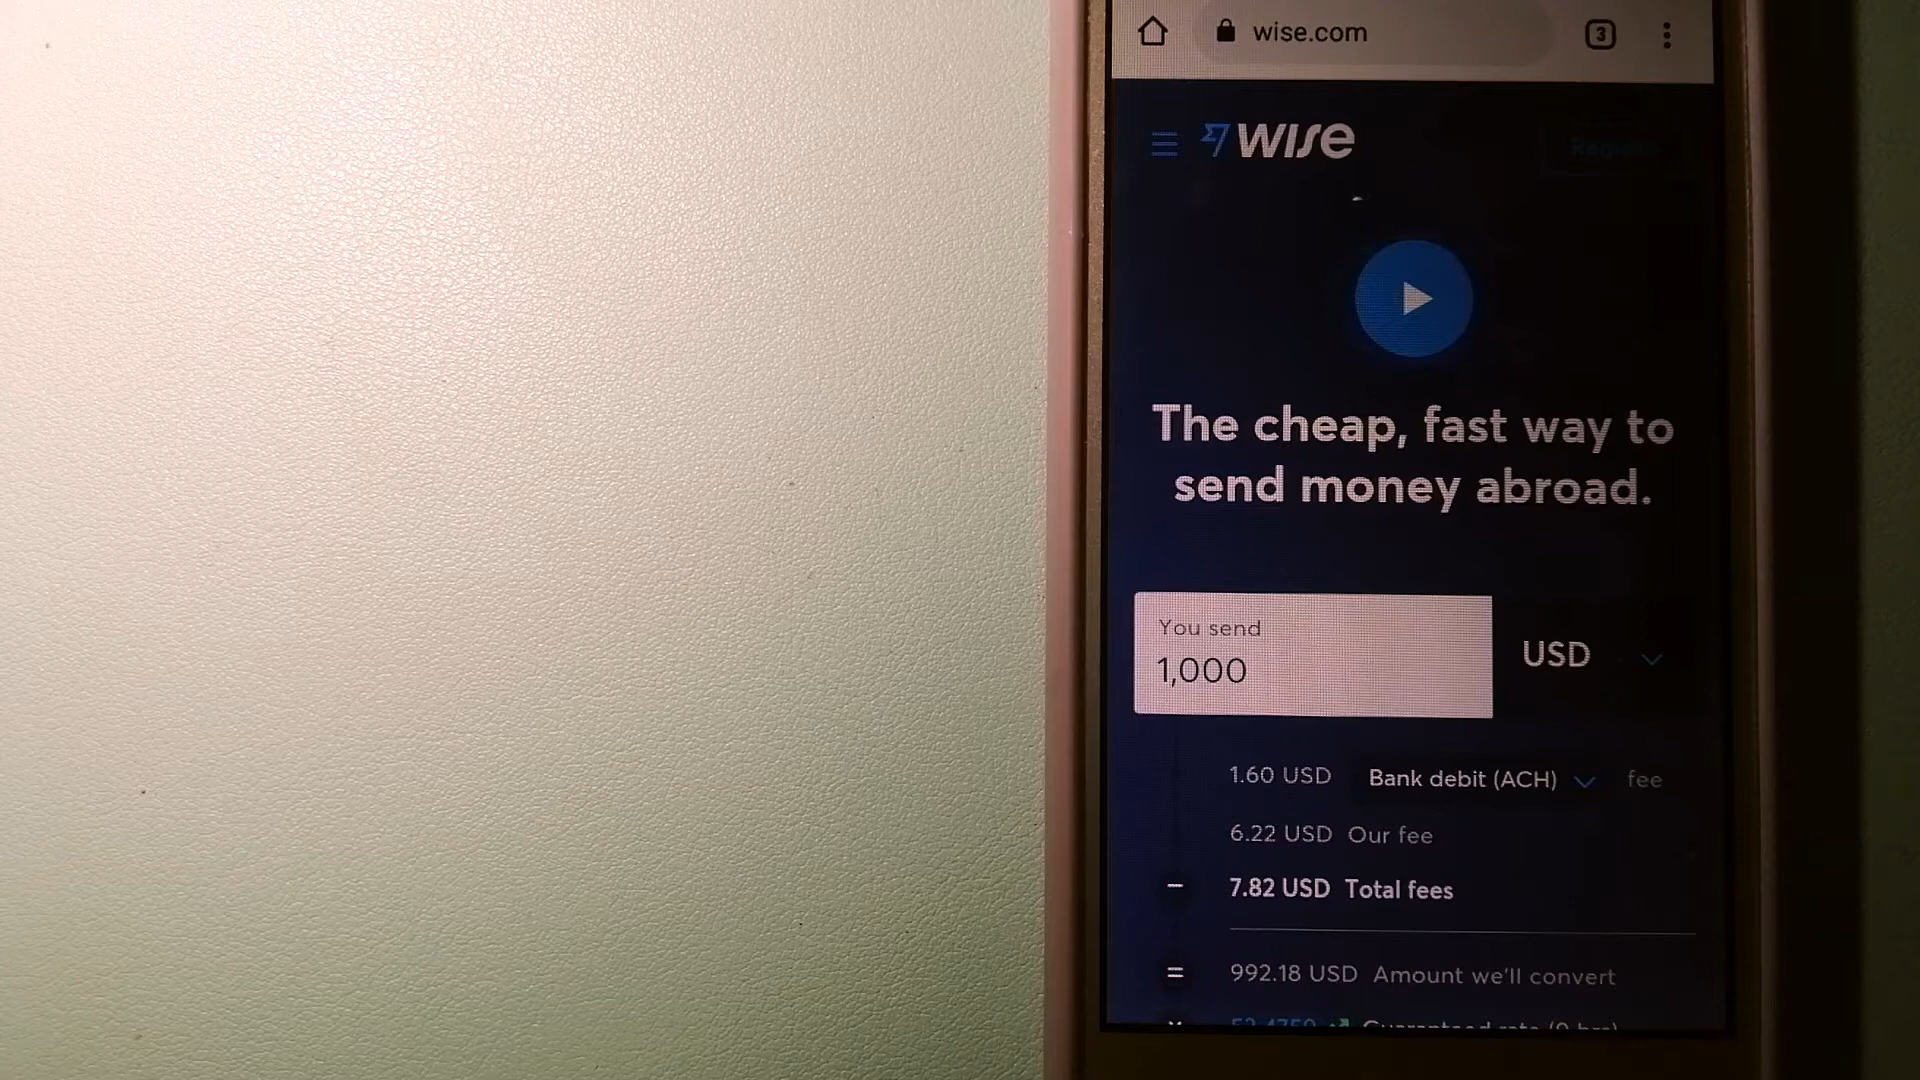 wise.com
3
wise
The cheap, fast way to
send money abroad.
You send
1,000
USD
1.60 USD Bank debit (ACH) fee
6.22 USD Our fee
7.82 USD Total fees
992.18 USD Amount we'll convert
Guaranteed rate